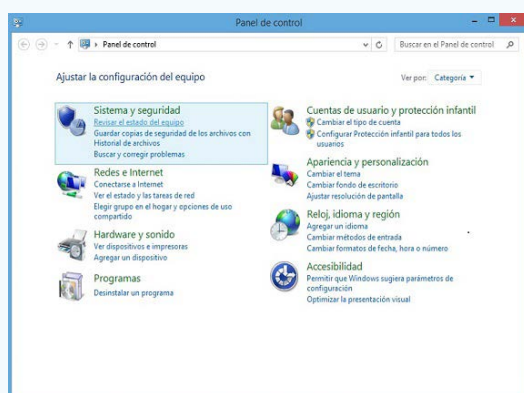 Panel de control
Panel de control
Buscar en el Panel de control
Ajustar la configuración del equipo
Ver por: Categoría
Sistema y seguridad
Revisar el estado del equipo
Guardar copias de seguridad de los archivos con
Historial de archivos
Buscar y corregir problemas
Redes e Internet
Conectarse a Internet
Ver el estado y las tareas de red
Elegir grupo en el hogar y opciones de uso
compartido
Hardware y sonido
Ver dispositivos e impresoras
Agregar un dispositivo
Programas
Desinstalar un programa
Cuentas de usuario y protección infantil
Cambiar el tipo de cuenta
Configurar Protección infantil para todos los
usuarios
Apariencia y personalización
Cambiar el tema
Cambiar fondo de escritorio
Ajustar resolución de pantalla
Reloj, idioma y región
Agregar un idioma
Cambiar métodos de entrada
Cambiar formatos de fecha, hora o número
Accesibilidad
Permitir que Windows sugiera parámetros de
configuración
Optimizar la presentación visual